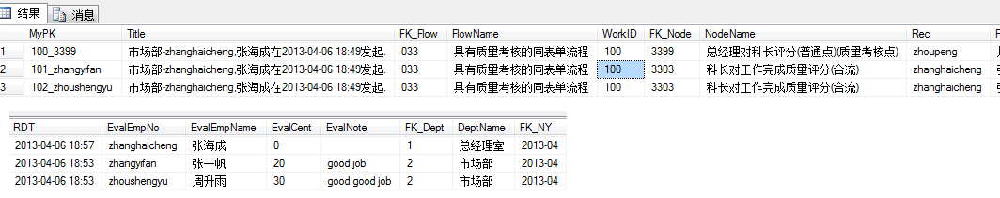 结果 消息
MyPK Title FK_Flow FlowName WorkID FK_Node NodeName Rec
1 100_3399 市场部-zhanghaicheng,张海成在2013-04-06 18:49发起. 033 具有质量考核的同表单流程 100 3399 总经理对科长评分(普通点)(质量考核点) zhoupeng
2 101_zhangyifan 市场部-zhanghaicheng,张海成在2013-04-06 18:49发起. 033 具有质量考核的同表单流程 100 3303 科长对工作完成质量评分(合流) zhanghaicheng
3 102_zhoushengyu 市场部-zhanghaicheng,张海成在2013-04-06 18:49发起. 033 具有质量考核的同表单流程 100 3303 科长对工作完成质量评分(合流) zhanghaicheng
RDT EvalEmpNo EvalEmpName EvalCent EvalNote FK_Dept DeptName FK_NY
2013-04-06 18:57 zhanghaicheng 张海成 0 1 总经理室 2013-04
2013-04-06 18:53 zhangyifan 张一帆 20 good job 2 市场部 2013-04
2013-04-06 18:53 zhoushengyu 周升雨 30 good good job 2 市场部 2013-04